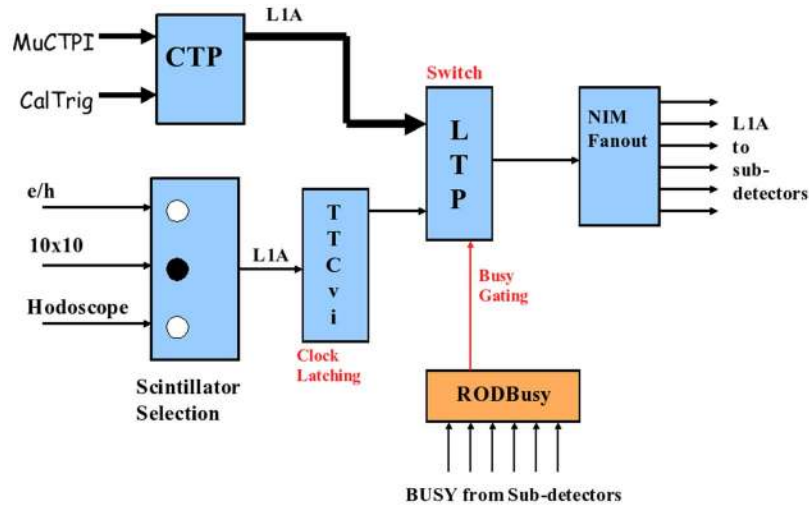 L1A
MuCTPI
CTP
CalTrig
Switch
L
T
P
NIM
Fanout
L1A
to
sub-
detectors
e/h
10x10
Hodoscope
L1A
T
T
C
v
i
Busy
Gating
Clock
Latching
Scintillator
Selection
RODBusy
BUSY from Sub-detectors